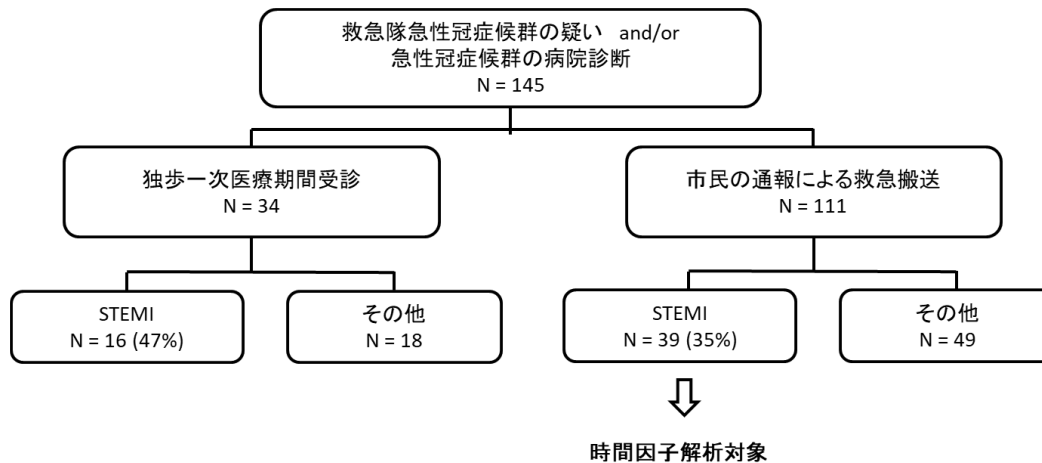 救急隊急性冠症候群の疑い and/or
急性冠症候群の病院診断
N = 145
独歩一次医療期間受診
N = 34
市民の通報による救急搬送
N = 111
STEMI
N = 16 (47%)
その他
N = 18
STEMI
N = 39 (35%)
その他
N = 49
時間因子解析対象